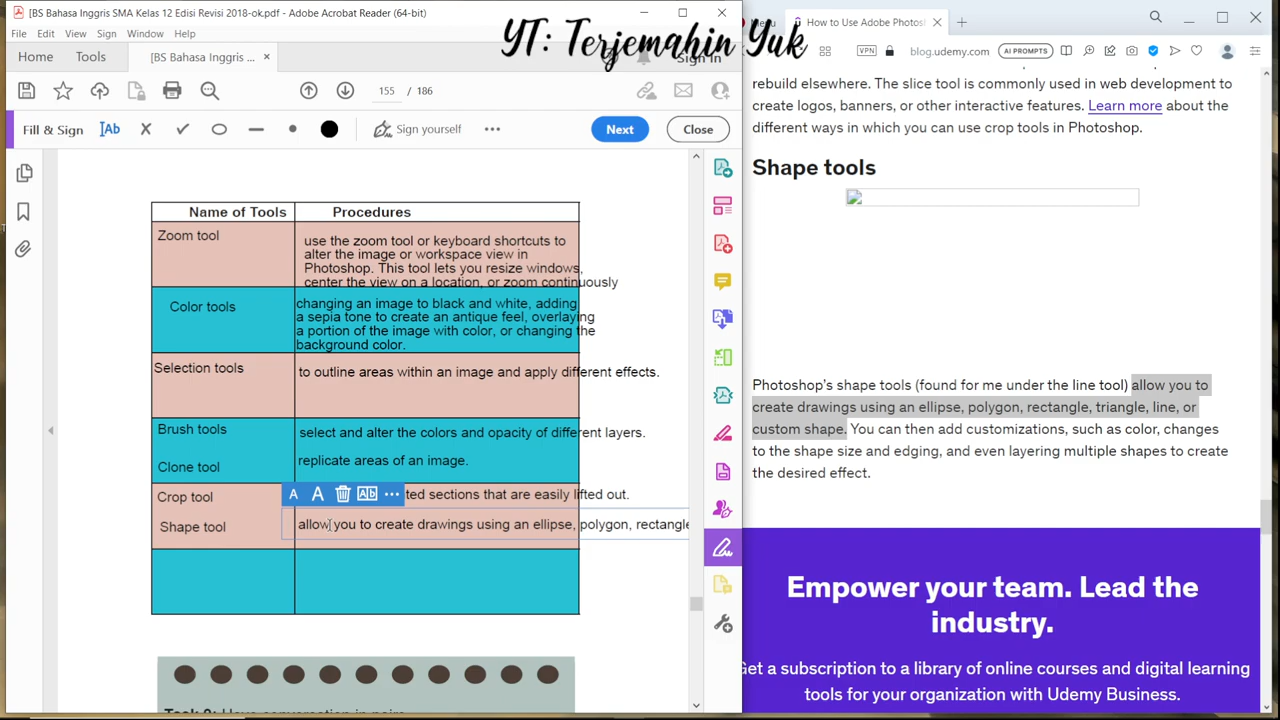 [BS Bahasa Inggris SMA Kelas 12 Edisi Revisi 2018-ok.pdf - Adobe Acrobat Reader (64-bit)
YT: Terjemahin Yuk
File Edit View Sign Window Help
Home Tools [BS Bahasa Inggris ... × Sign In
155 / 186
Fill & Sign Ab Sign yourself Next Close
Name of Tools Procedures
Zoom tool
use the zoom tool or keyboard shortcuts to
alter the image or workspace view in
Photoshop. This tool lets you resize windows,
center the view on a location, or zoom continuously
Color tools
changing an image to black and white, adding
a sepia tone to create an antique feel, overlaying
a portion of the image with color, or changing the
background color.
Selection tools
to outline areas within an image and apply different effects.
Brush tools
select and alter the colors and opacity of different layers.
Clone tool
replicate areas of an image.
Crop tool
ted sections that are easily lifted out.
A A Ab
Shape tool
allow you to create drawings using an ellipse, polygon, rectangle
How to Use Adobe Photosh
VPN blog.udemy.com AI PROMPTS
rebuild elsewhere. The slice tool is commonly used in web development to
create logos, banners, or other interactive features. Learn more about the
different ways in which you can use crop tools in Photoshop.
Shape tools
Photoshop's shape tools (found for me under the line tool) allow you to
create drawings using an ellipse, polygon, rectangle, triangle, line, or
custom shape. You can then add customizations, such as color, changes
to the shape size and edging, and even layering multiple shapes to create
the desired effect.
Empower your team. Lead the
industry.
Get a subscription to a library of online courses and digital learning
tools for your organization with Udemy Business.